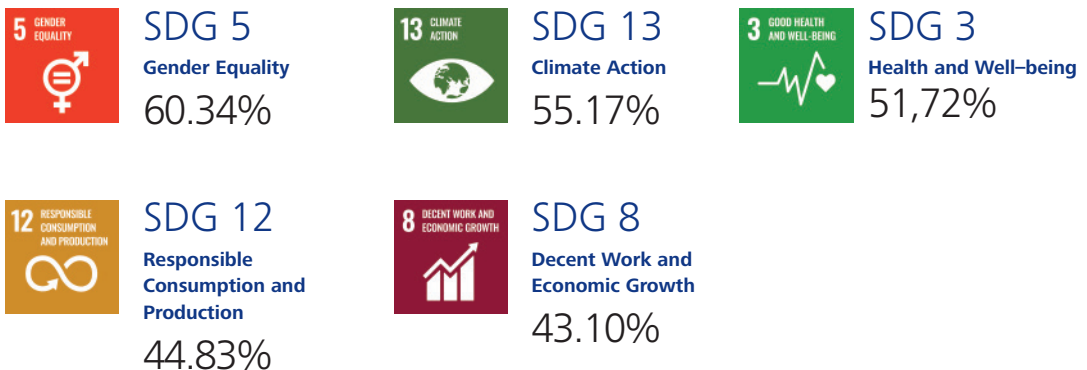 5 GENDER
EQUALITY
SDG 5
Gender Equality
60.34%
13 CLIMATE
ACTION
SDG 13
Climate Action
55.17%
3 GOOD HEALTH
AND WELL-BEING
SDG 3
Health and Well–being
51,72%
12 RESPONSIBLE
CONSUMPTION
AND PRODUCTION
SDG 12
Responsible
Consumption and
Production
44.83%
8 DECENT WORK AND
ECONOMIC GROWTH
SDG 8
Decent Work and
Economic Growth
43.10%